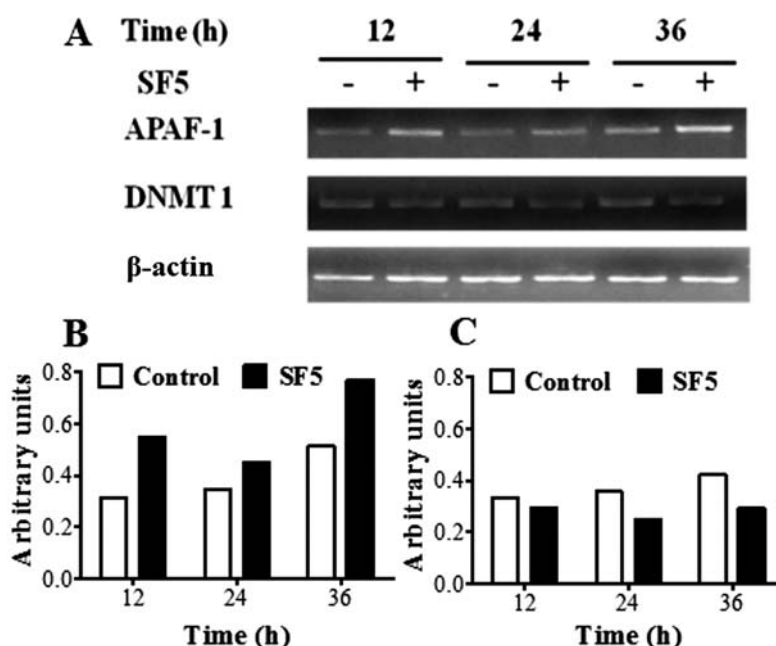 A Time (h) 12 24 36
SF5 - + - + - +
APAF-1
DNMT 1
β-actin
B
0.8
0.6
0.4
0.2
0.0
Arbitrary units
Control SF5
12 24 36
Time (h)
C
0.8
0.6
0.4
0.2
0.0
Arbitrary units
Control SF5
12 24 36
Time (h)